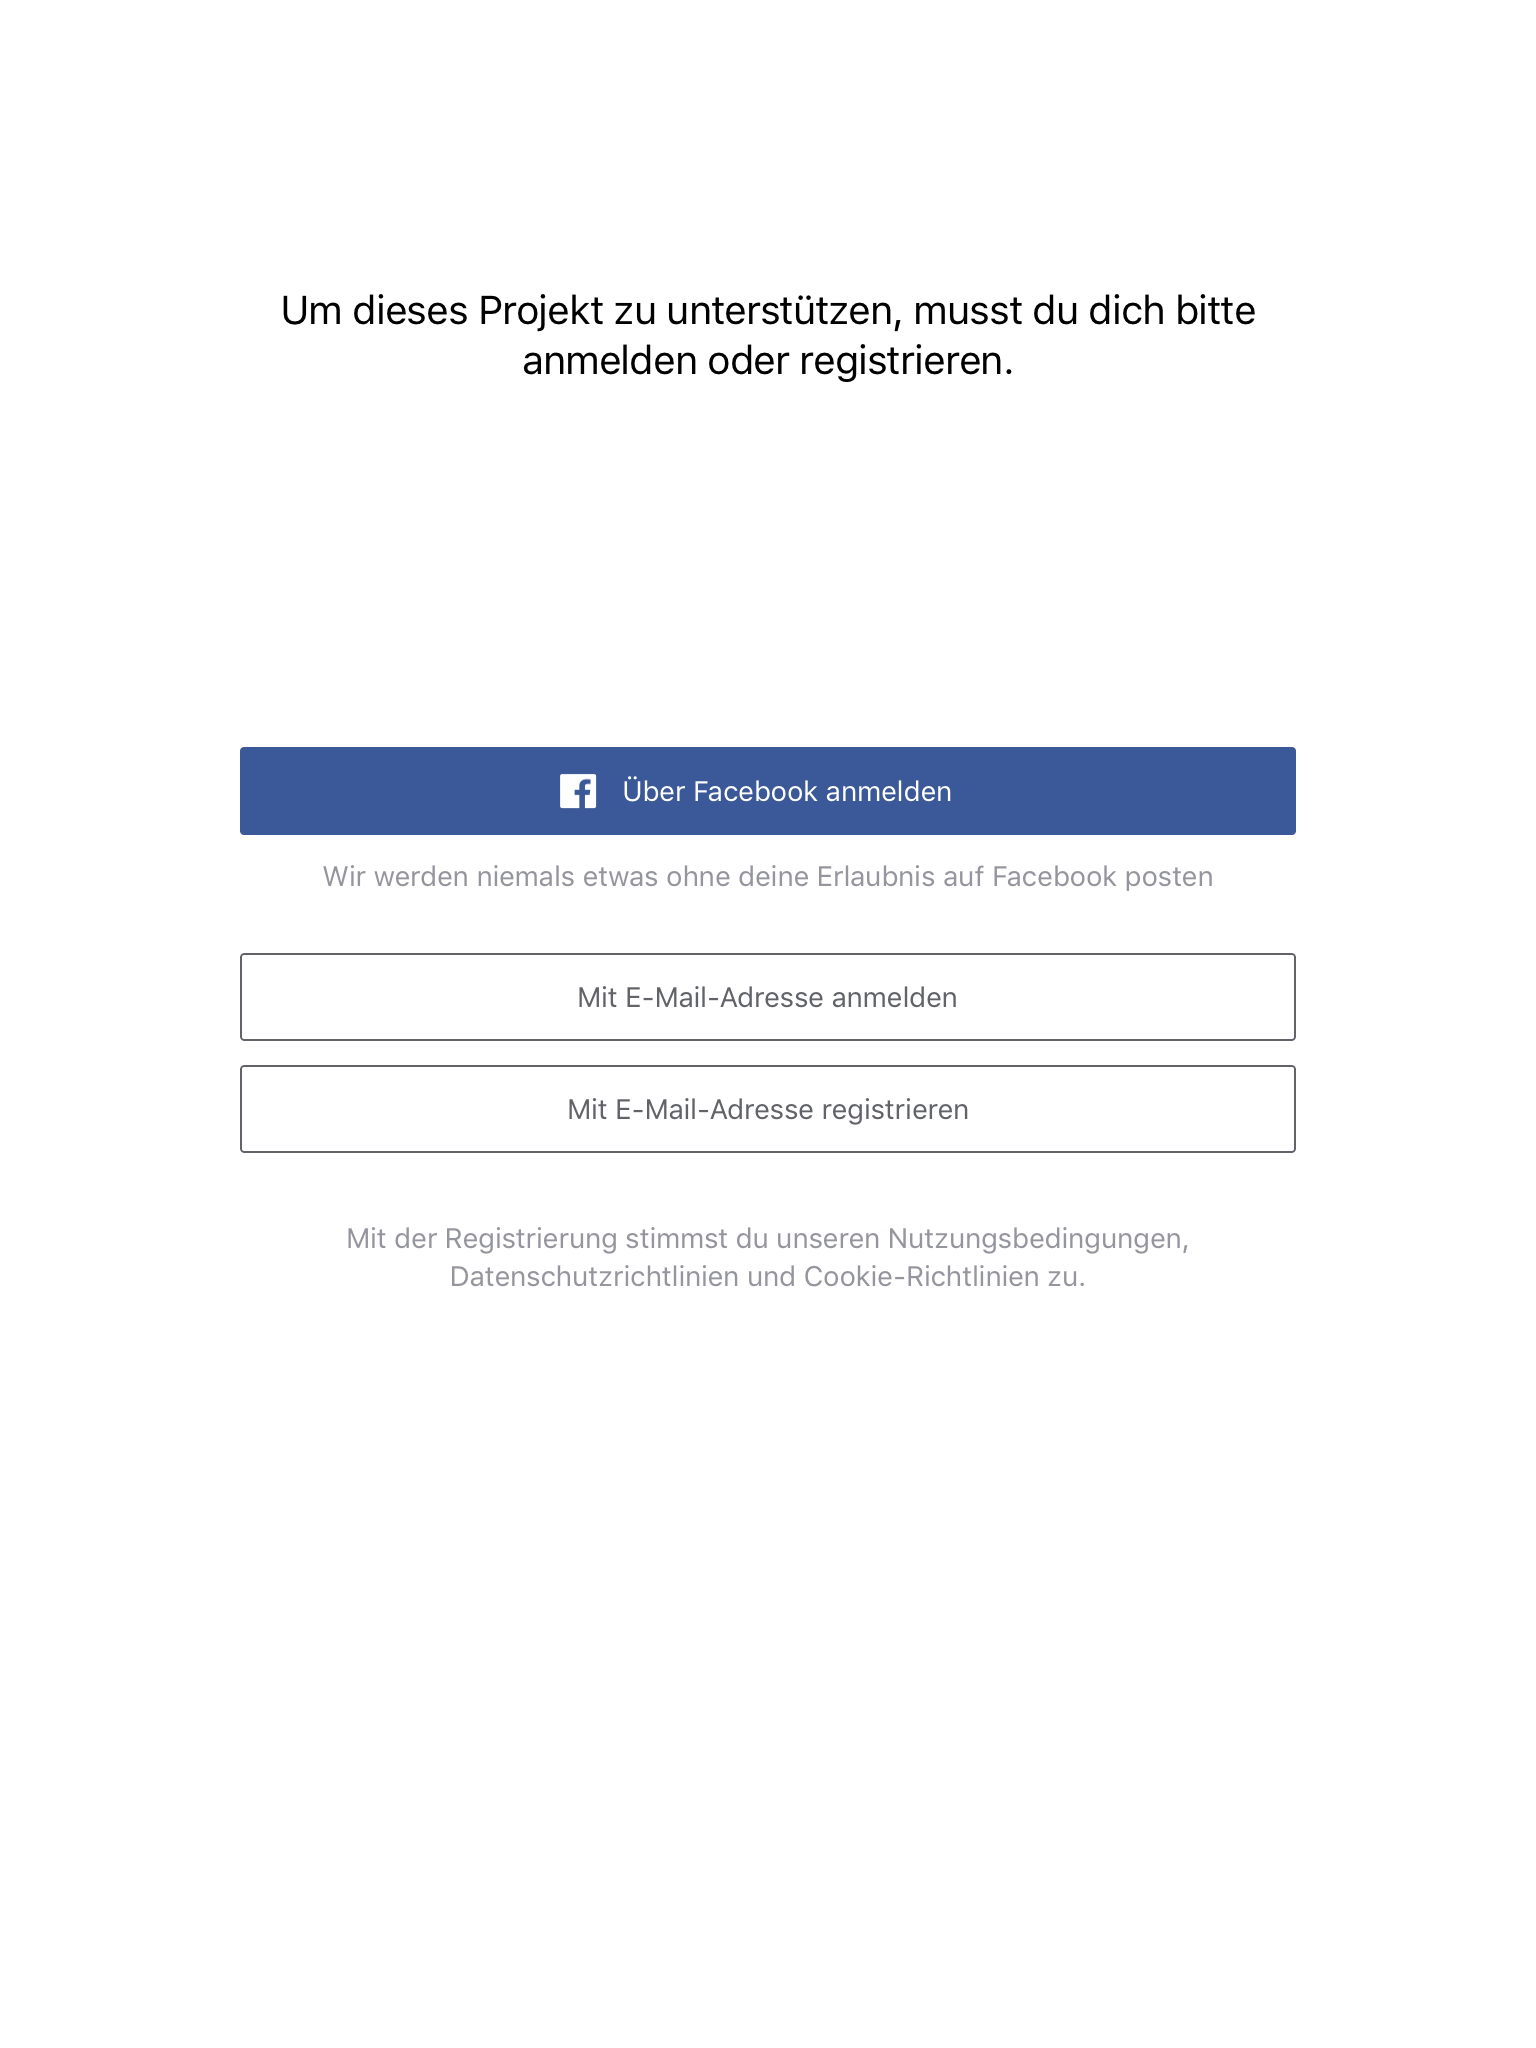 Um dieses Projekt zu unterstützen, musst du dich bitte
anmelden oder registrieren.
Über Facebook anmelden
Wir werden niemals etwas ohne deine Erlaubnis auf Facebook posten
Mit E-Mail-Adresse anmelden
Mit E-Mail-Adresse registrieren
Mit der Registrierung stimmst du unseren Nutzungsbedingungen,
Datenschutzrichtlinien und Cookie-Richtlinien zu.